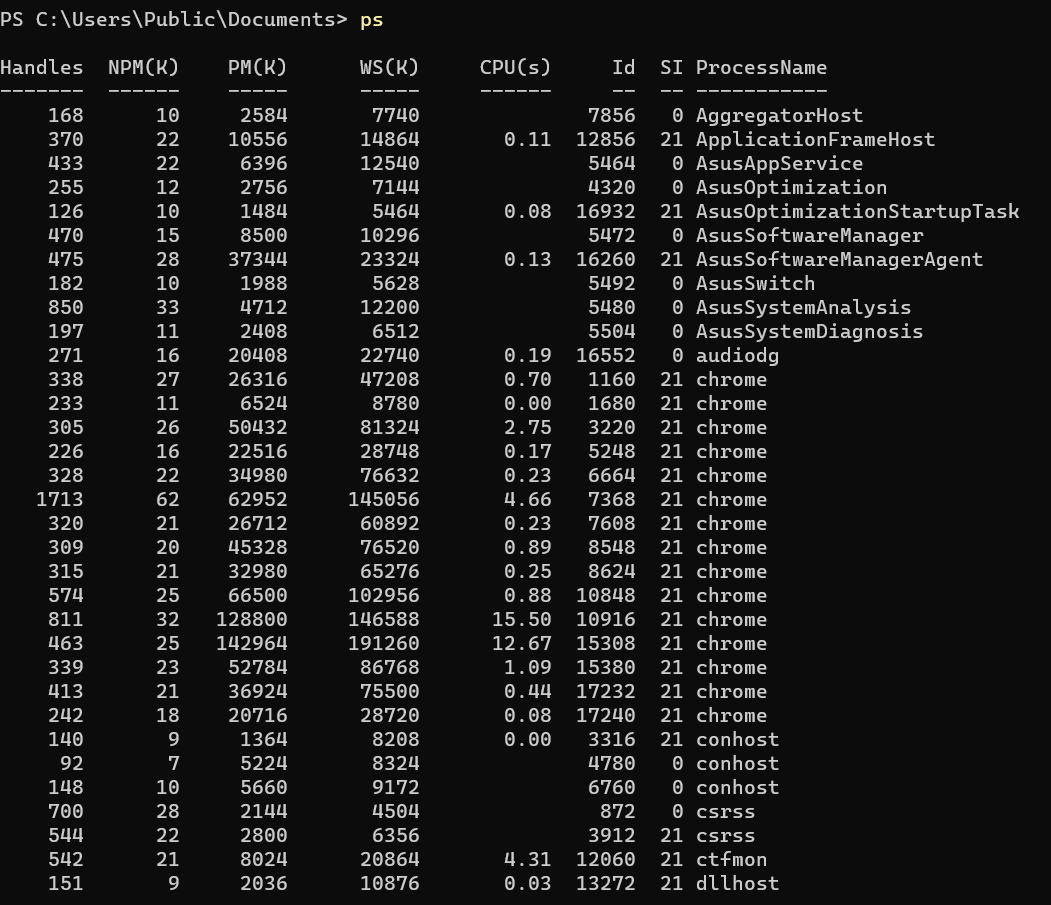 PS C:\Users\Public\Documents> ps
Handles  NPM(K)    PM(K)      WS(K)     CPU(s)     Id  SI ProcessName
-------  ------    -----      -----     ------     --  -- -----------
    168      10     2584       7740              7856   0 AggregatorHost
    370      22    10556      14864       0.11  12856  21 ApplicationFrameHost
    433      22     6396      12540              5464   0 AsusAppService
    255      12     2756       7144              4320   0 AsusOptimization
    126      10     1484       5464       0.08  16932  21 AsusOptimizationStartupTask
    470      15     8500      10296              5472   0 AsusSoftwareManager
    475      28    37344      23324       0.13  16260  21 AsusSoftwareManagerAgent
    182      10     1988       5628              5492   0 AsusSwitch
    850      33     4712      12200              5480   0 AsusSystemAnalysis
    197      11     2408       6512              5504   0 AsusSystemDiagnosis
    271      16    20408      22740       0.19  16552   0 audiodg
    338      27    26316      47208       0.70   1160  21 chrome
    233      11     6524       8780       0.00   1680  21 chrome
    305      26    50432      81324       2.75   3220  21 chrome
    226      16    22516      28748       0.17   5248  21 chrome
    328      22    34980      76632       0.23   6664  21 chrome
   1713      62    62952     145056       4.66   7368  21 chrome
    320      21    26712      60892       0.23   7608  21 chrome
    309      20    45328      76520       0.89   8548  21 chrome
    315      21    32980      65276       0.25   8624  21 chrome
    574      25    66500     102956       0.88  10848  21 chrome
    811      32   128800     146588      15.50  10916  21 chrome
    463      25   142964     191260      12.67  15308  21 chrome
    339      23    52784      86768       1.09  15380  21 chrome
    413      21    36924      75500       0.44  17232  21 chrome
    242      18    20716      28720       0.08  17240  21 chrome
    140       9     1364       8208       0.00   3316  21 conhost
     92       7     5224       8324              4780   0 conhost
    148      10     5660       9172              6760   0 conhost
    700      28     2144       4504               872   0 csrss
    544      22     2800       6356              3912  21 csrss
    542      21     8024      20864       4.31  12060  21 ctfmon
    151       9     2036      10876       0.03  13272  21 dllhost